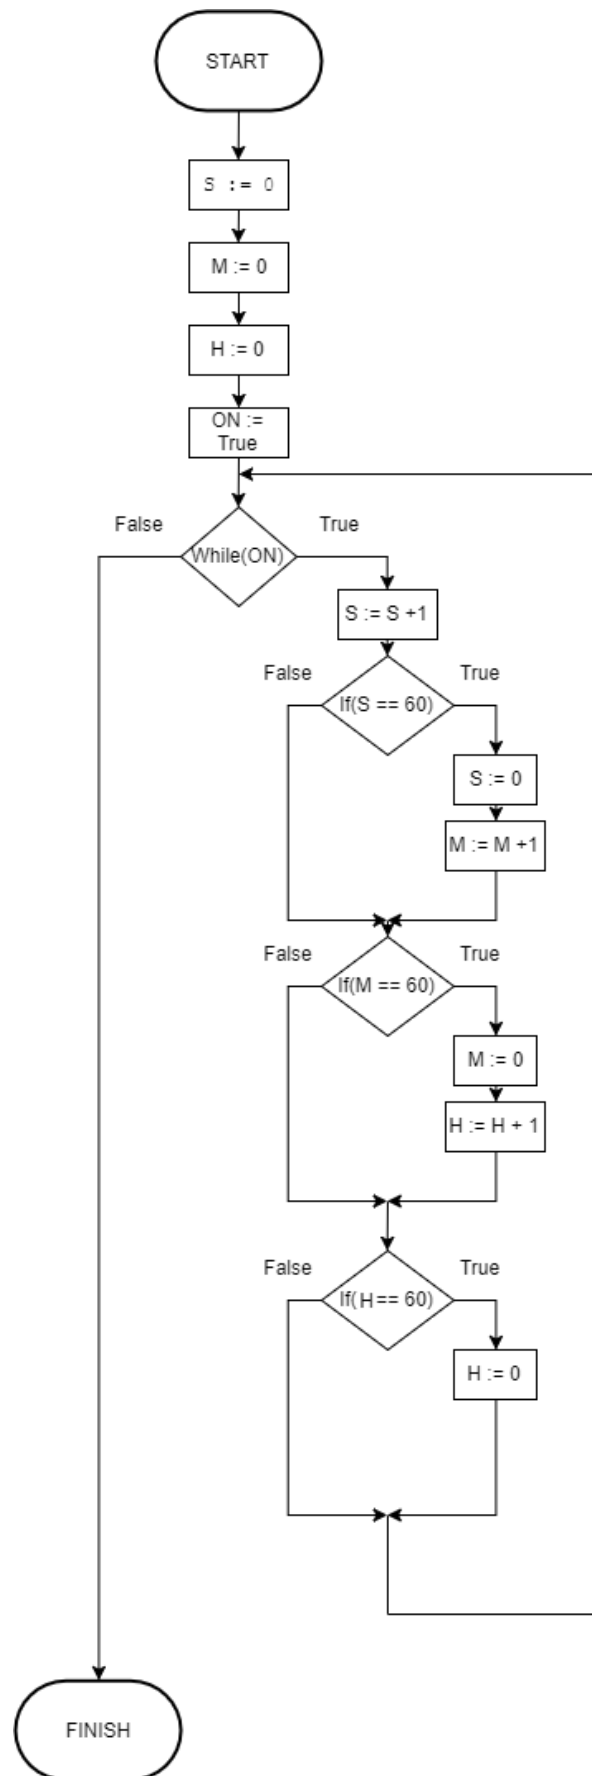 START
S := 0
M := 0
H := 0
ON :=
True
False
True
While(ON)
S := S +1
False
True
If(S == 60)
S := 0
M := M +1
False
True
If(M == 60)
M := 0
H := H + 1
False
True
If(H== 60)
H := 0
FINISH